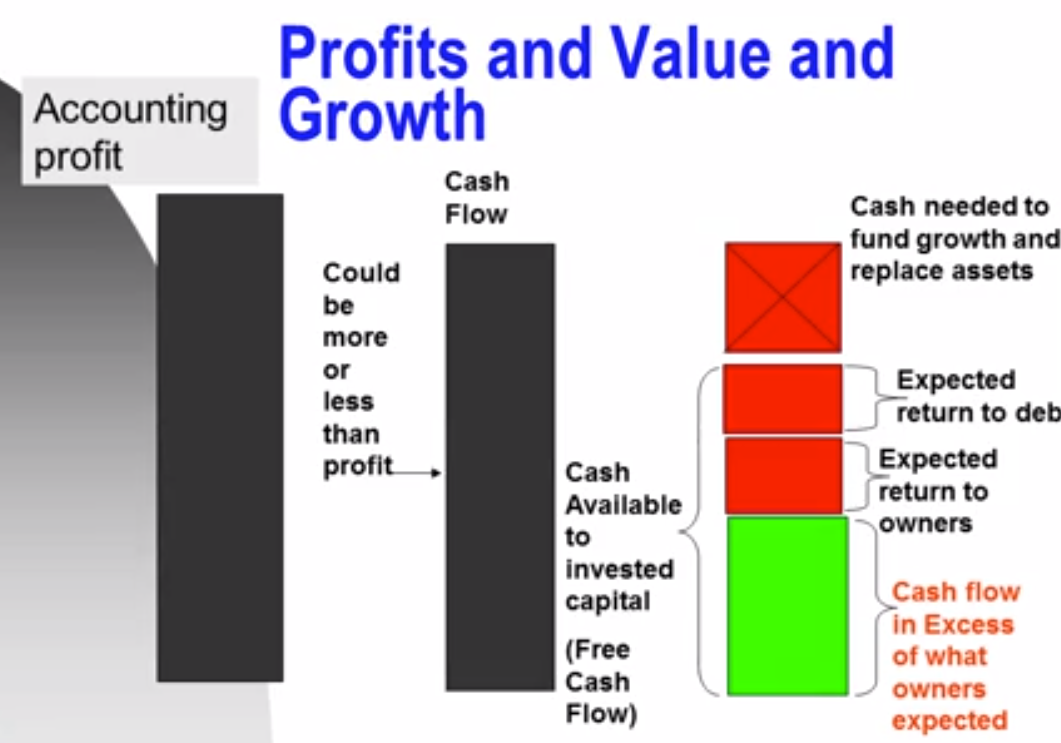 Profits and Value and
Growth
Accounting
profit
Cash
Flow
Could
be
more
or
less
than
profit
Cash
Available
to
invested
capital
(Free
Cash
Flow)
Cash needed to
fund growth and
replace assets
Expected
return to deb
Expected
return to
owners
Cash flow
in Excess
of what
owners
expected